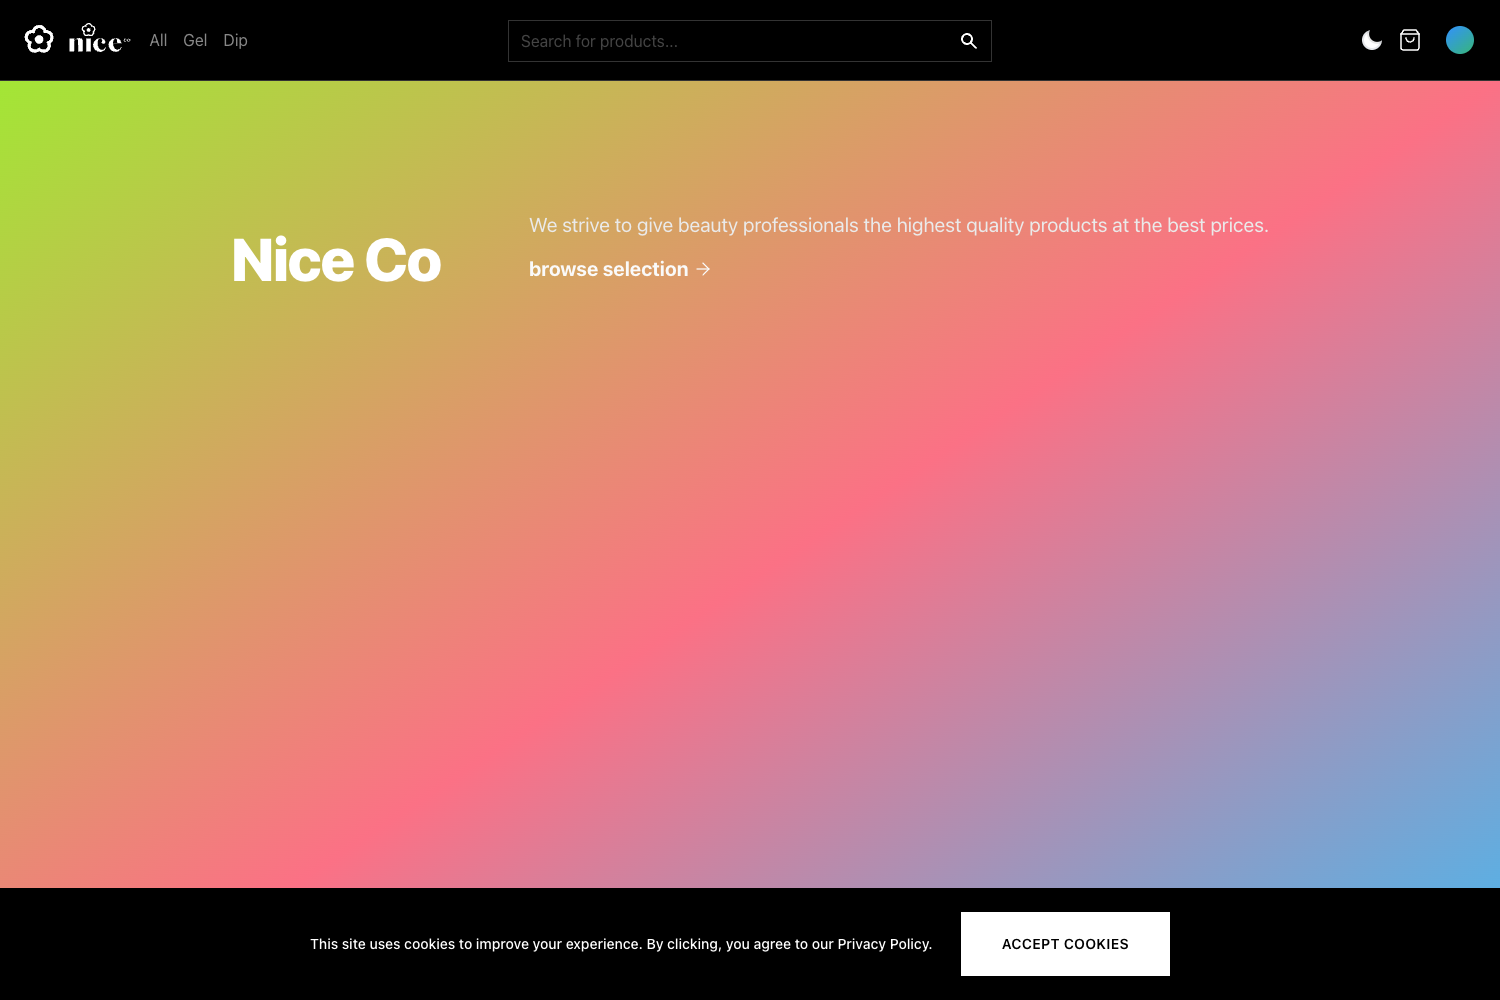 nice co
All
Gel
Dip
Search for products...
We strive to give beauty professionals the highest quality products at the best prices.
Nice Co
browse selection
This site uses cookies to improve your experience. By clicking, you agree to our Privacy Policy.
ACCEPT COOKIES